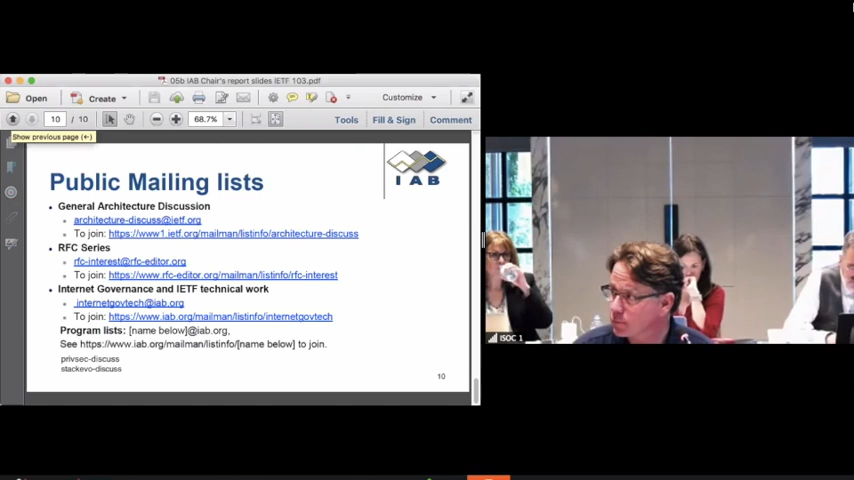 05b IAB Chair's report slides IETF 103.pdf
Open
Create
Customize
10 / 10
68.7%
Tools
Fill & Sign
Comment
Show previous page (←)
Public Mailing lists
IAB
• General Architecture Discussion
• architecture-discuss@ietf.org
• To join: https://www1.ietf.org/mailman/listinfo/architecture-discuss
• RFC Series
• rfc-interest@rfc-editor.org
• To join: https://www.rfc-editor.org/mailman/listinfo/rfc-interest
• Internet Governance and IETF technical work
• internetgovtech@iab.org
• To join: https://www.iab.org/mailman/listinfo/internetgovtech
Program lists: [name below]@iab.org,
See https://www.iab.org/mailman/listinfo/[name below] to join.
privsec-discuss
stackevo-discuss
10
ISOC 1